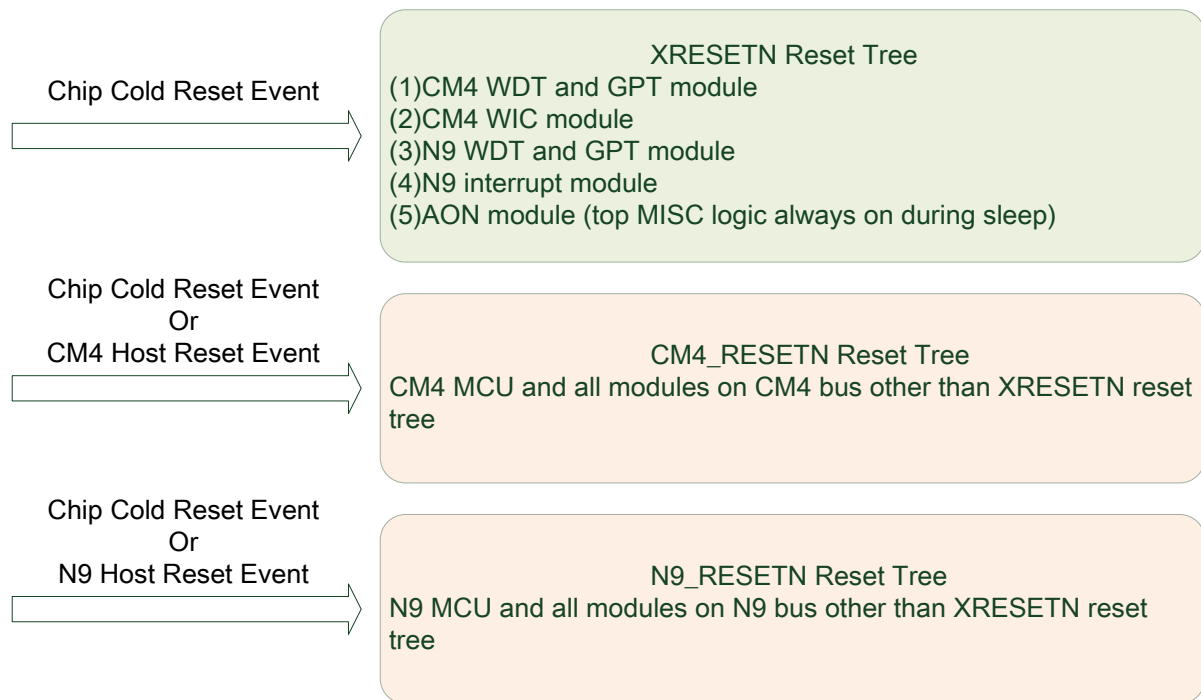 Chip Cold Reset Event
XRESETN Reset Tree
(1)CM4 WDT and GPT module
(2)CM4 WIC module
(3)N9 WDT and GPT module
(4)N9 interrupt module
(5)AON module (top MISC logic always on during sleep)
Chip Cold Reset Event
Or
CM4 Host Reset Event
CM4_RESETN Reset Tree
CM4 MCU and all modules on CM4 bus other than XRESETN reset
tree
Chip Cold Reset Event
Or
N9 Host Reset Event
N9_RESETN Reset Tree
N9 MCU and all modules on N9 bus other than XRESETN reset
tree